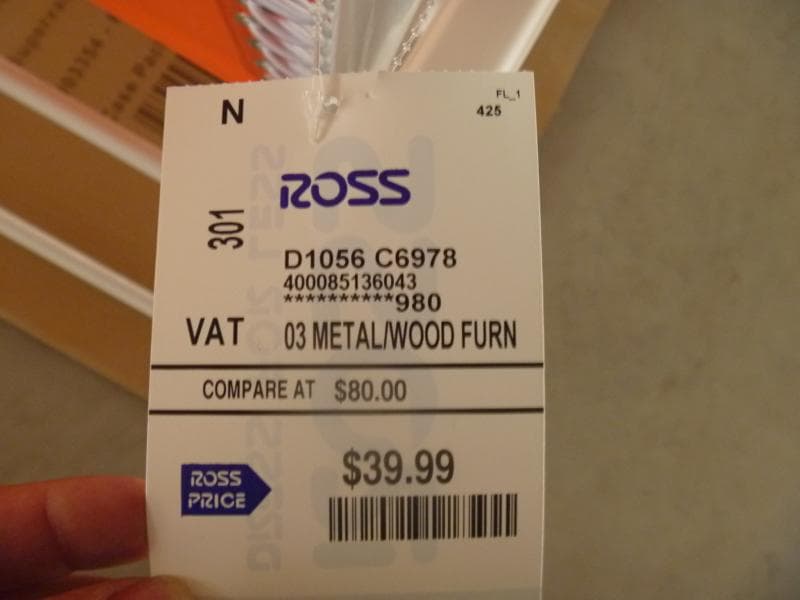 N
FL_1
425
ROSS
301
D1056 C6978
400085136043
**********980
VAT 03 METAL/WOOD FURN
COMPARE AT $80.00
ROSS
PRICE
$39.99